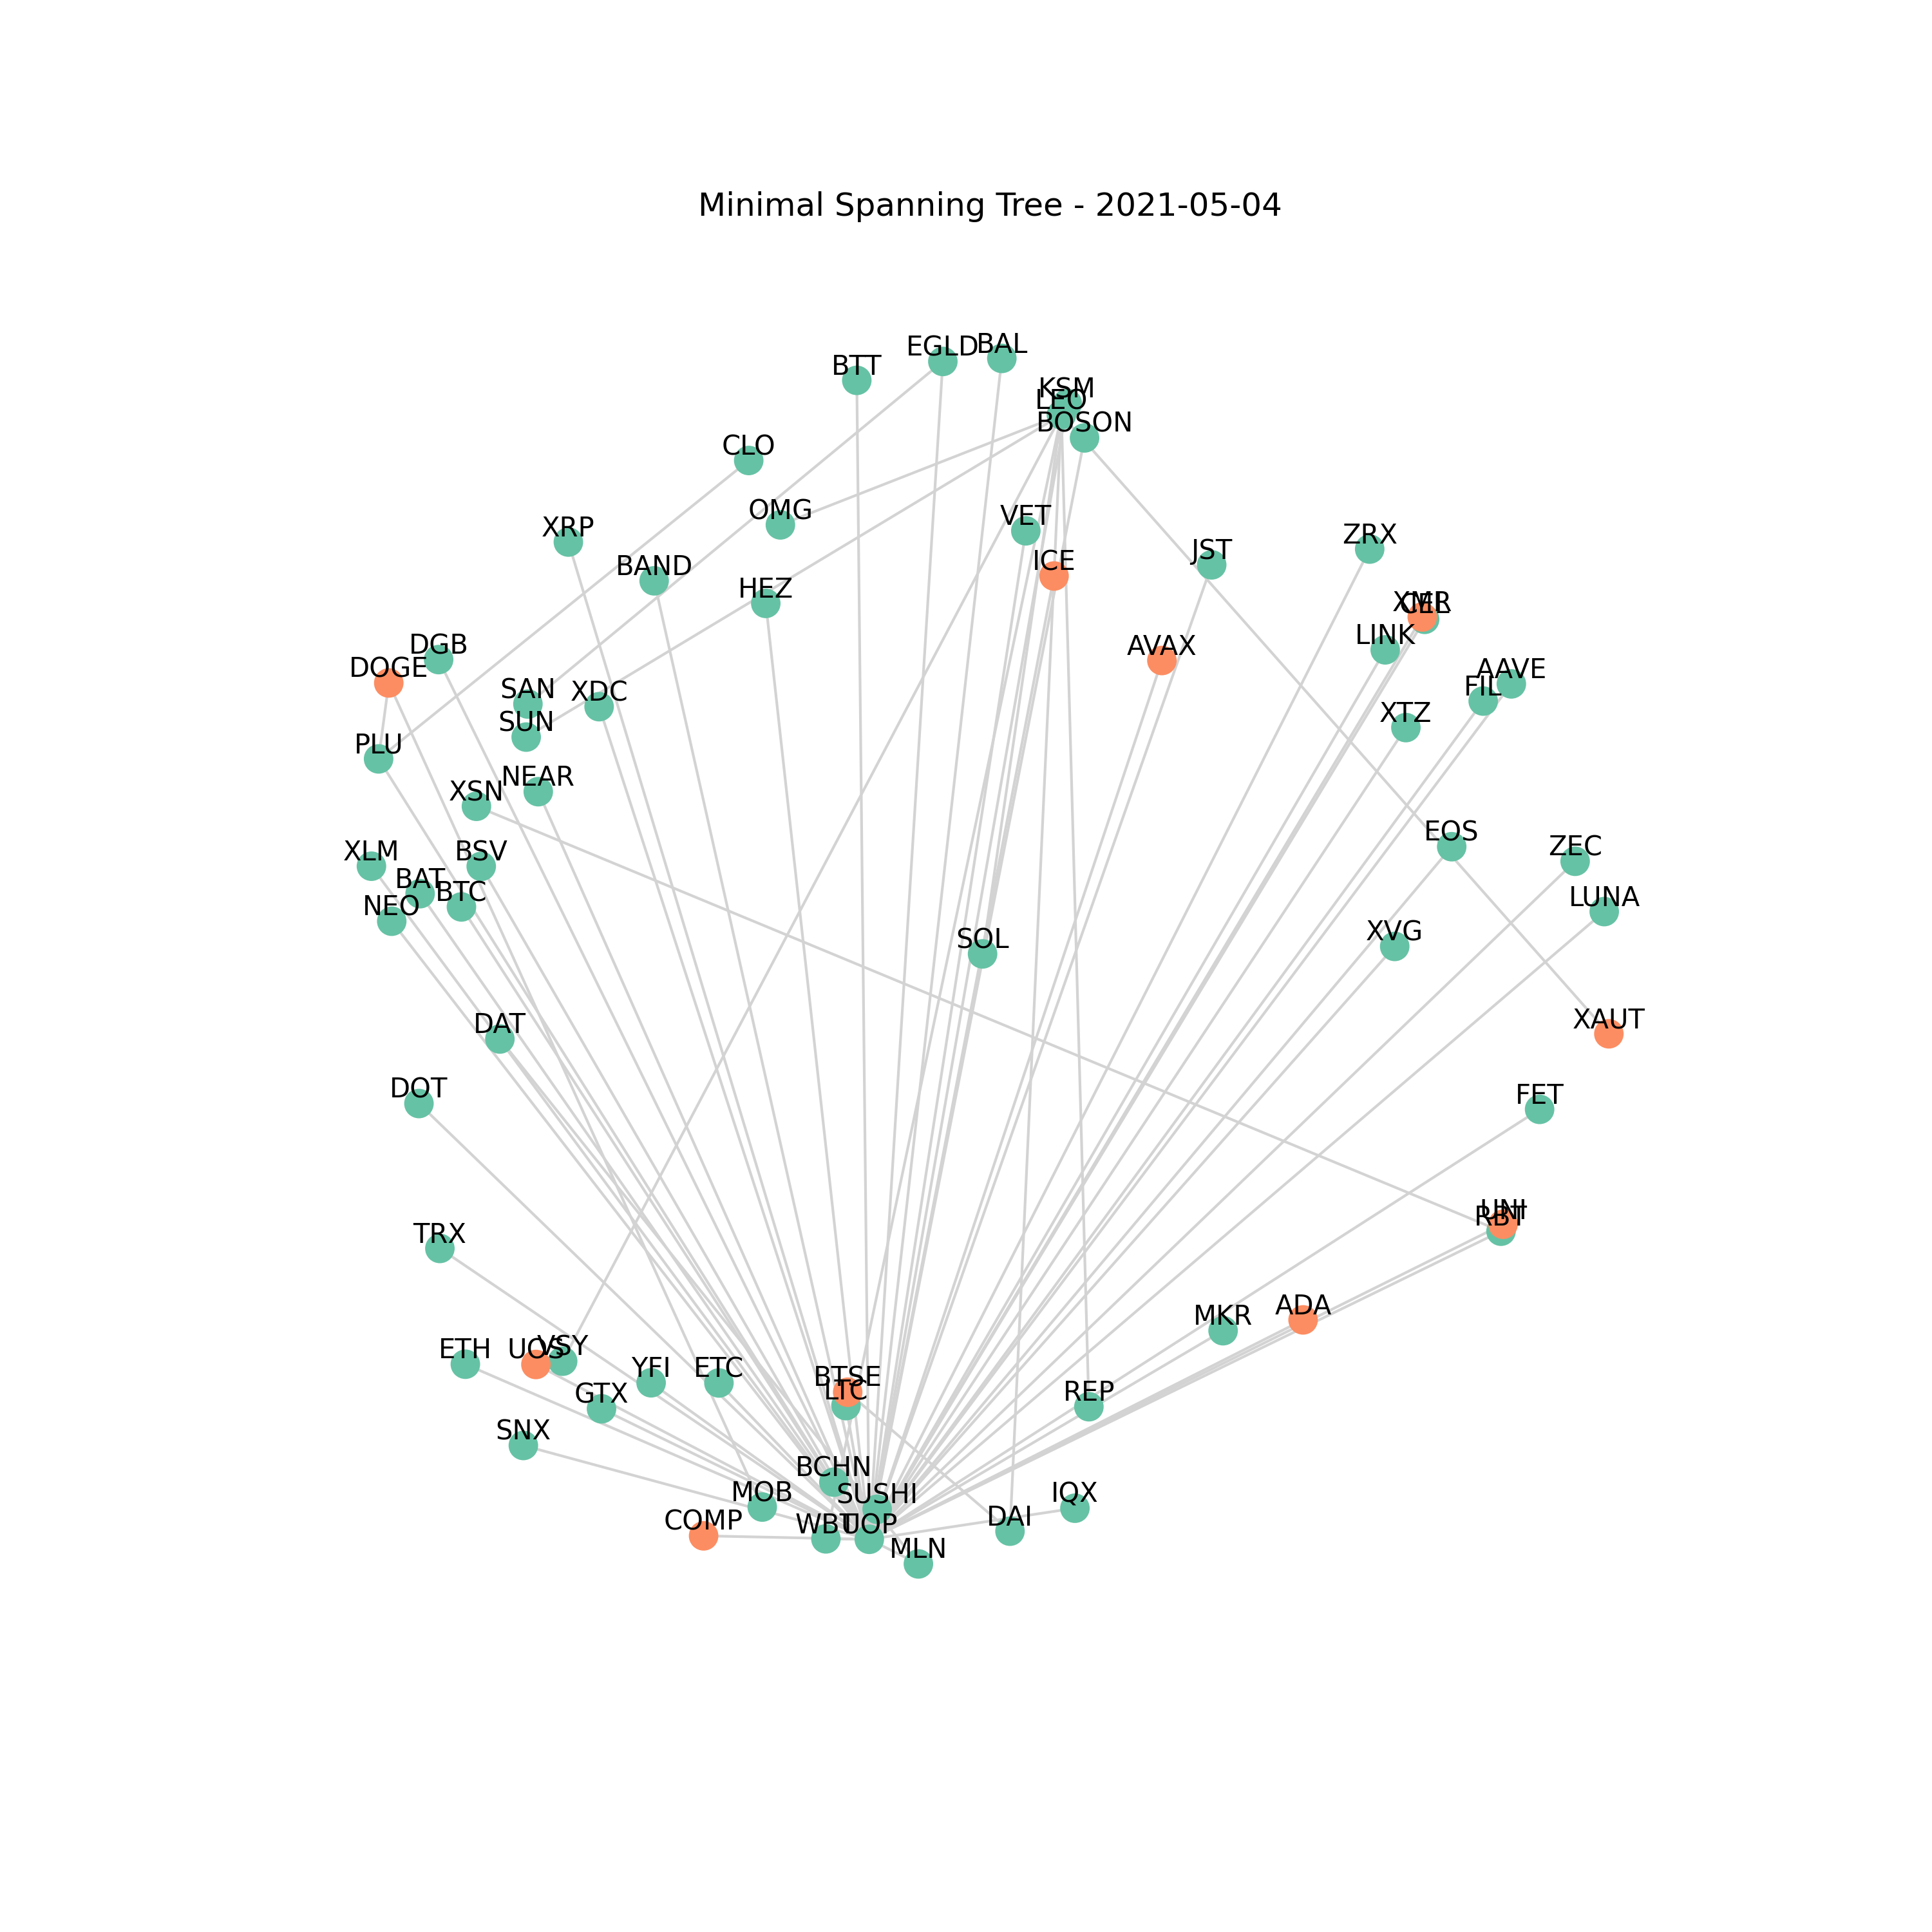 Minimal Spanning Tree - 2021-05-04
BTT
EGLD
BAL
KSM
LEO
BOSON
CLO
OMG
VET
XRP
ZRX
JST
ICE
BAND
HEZ
XMR
CEL
LINK
AVAX
DGB
DOGE
AAVE
FIL
SAN
XDC
XTZ
SUN
PLU
NEAR
XSN
EOS
ZEC
XLM
BSV
BAT
BTC
LUNA
NEO
SOL
XVG
DAT
XAUT
DOT
FET
UNI
RBT
TRX
ADA
MKR
ETH
UOS
VSY
YFI
ETC
BTSE
LTC
REP
GTX
SNX
BCHN
MOB
SUSHI
IQX
COMP
WBT
UOP
DAI
MLN